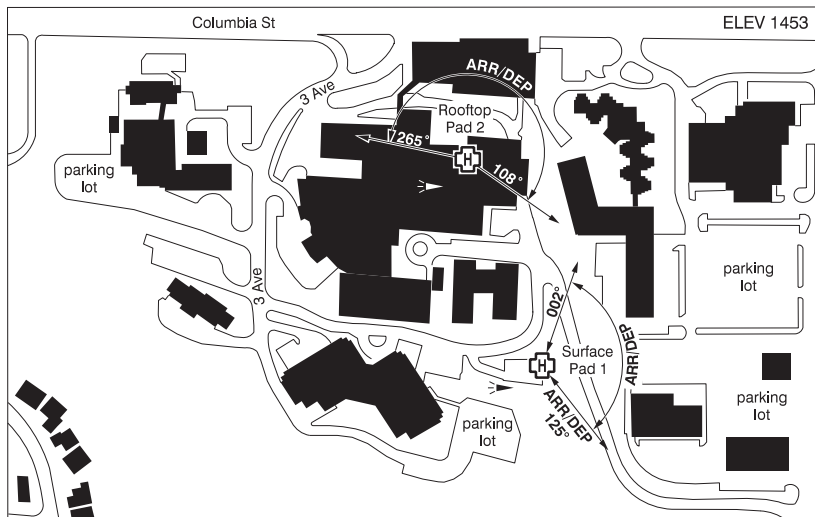 Columbia St
ELEV 1453
3 Ave
ARR/DEP
Rooftop
Pad 2
265°
108°
H
parking
lot
parking
lot
3 Ave
002°
Surface
Pad 1
H
ARR/DEP
ARR/DEP
125°
parking
lot
parking
lot